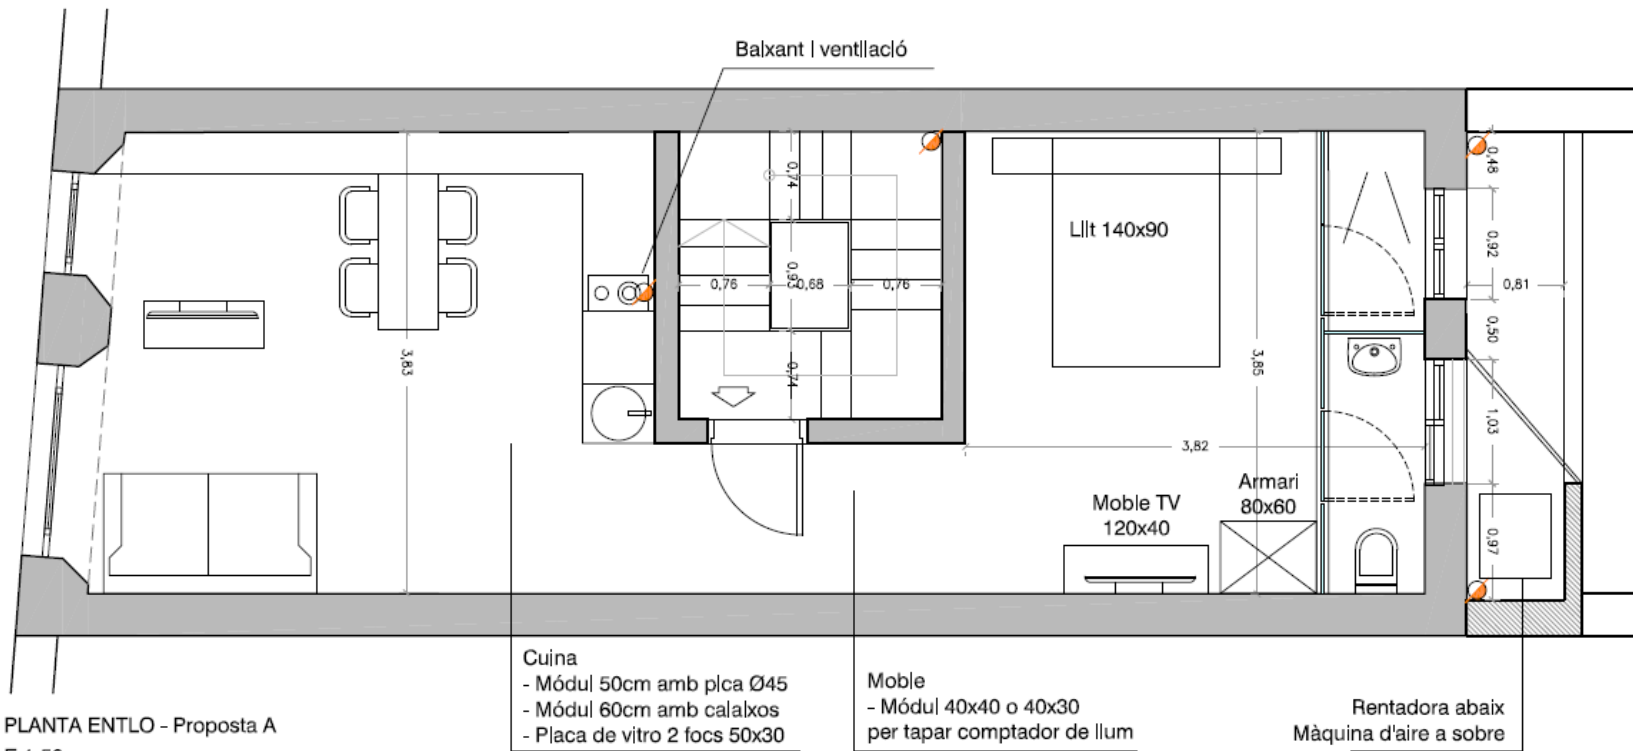 Baixant i ventilació
0,74
0,48
Llit 140x90
0,92
0,76
0,93
0,68
0,76
0,81
0,50
3,83
3,85
0,74
1,03
3,82
Armari
80x60
Moble TV
120x40
0,97
Cuina
- Módul 50cm amb pica Ø45
- Módul 60cm amb calaixos
- Placa de vitro 2 focs 50x30
Moble
- Módul 40x40 o 40x30
per tapar comptador de llum
Rentadora abaix
Màquina d'aire a sobre
PLANTA ENTLO - Proposta A